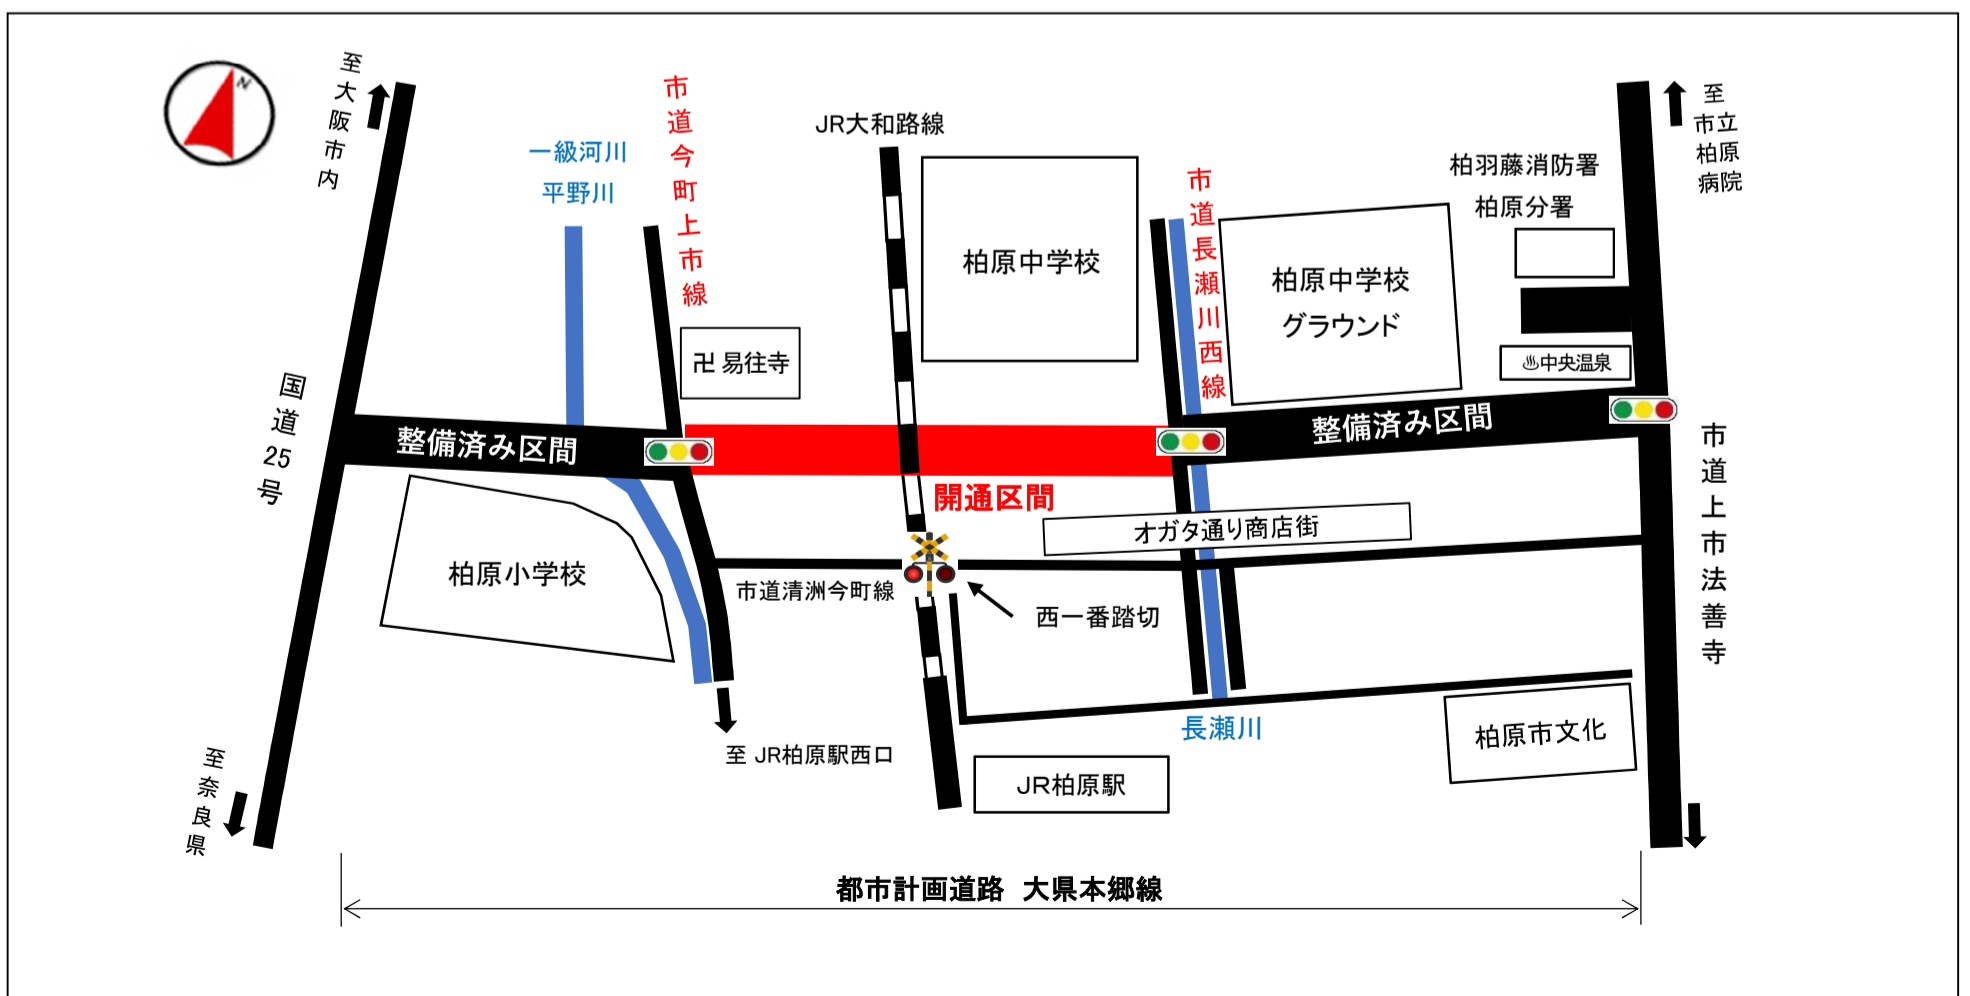 N
至大阪市内
一級河川
平野川
市道今町上市線
JR大和路線
柏原中学校
市道長瀬川西線
柏原中学校
グラウンド
柏羽藤消防署
柏原分署
至
市立
柏原
病院
卍 易往寺
♨中央温泉
国道25号
整備済み区間
整備済み区間
開通区間
オガタ通り商店街
市道上市法善寺
柏原小学校
市道清洲今町線
西一番踏切
至 JR柏原駅西口
長瀬川
柏原市文化
JR柏原駅
至奈良県
都市計画道路 大県本郷線